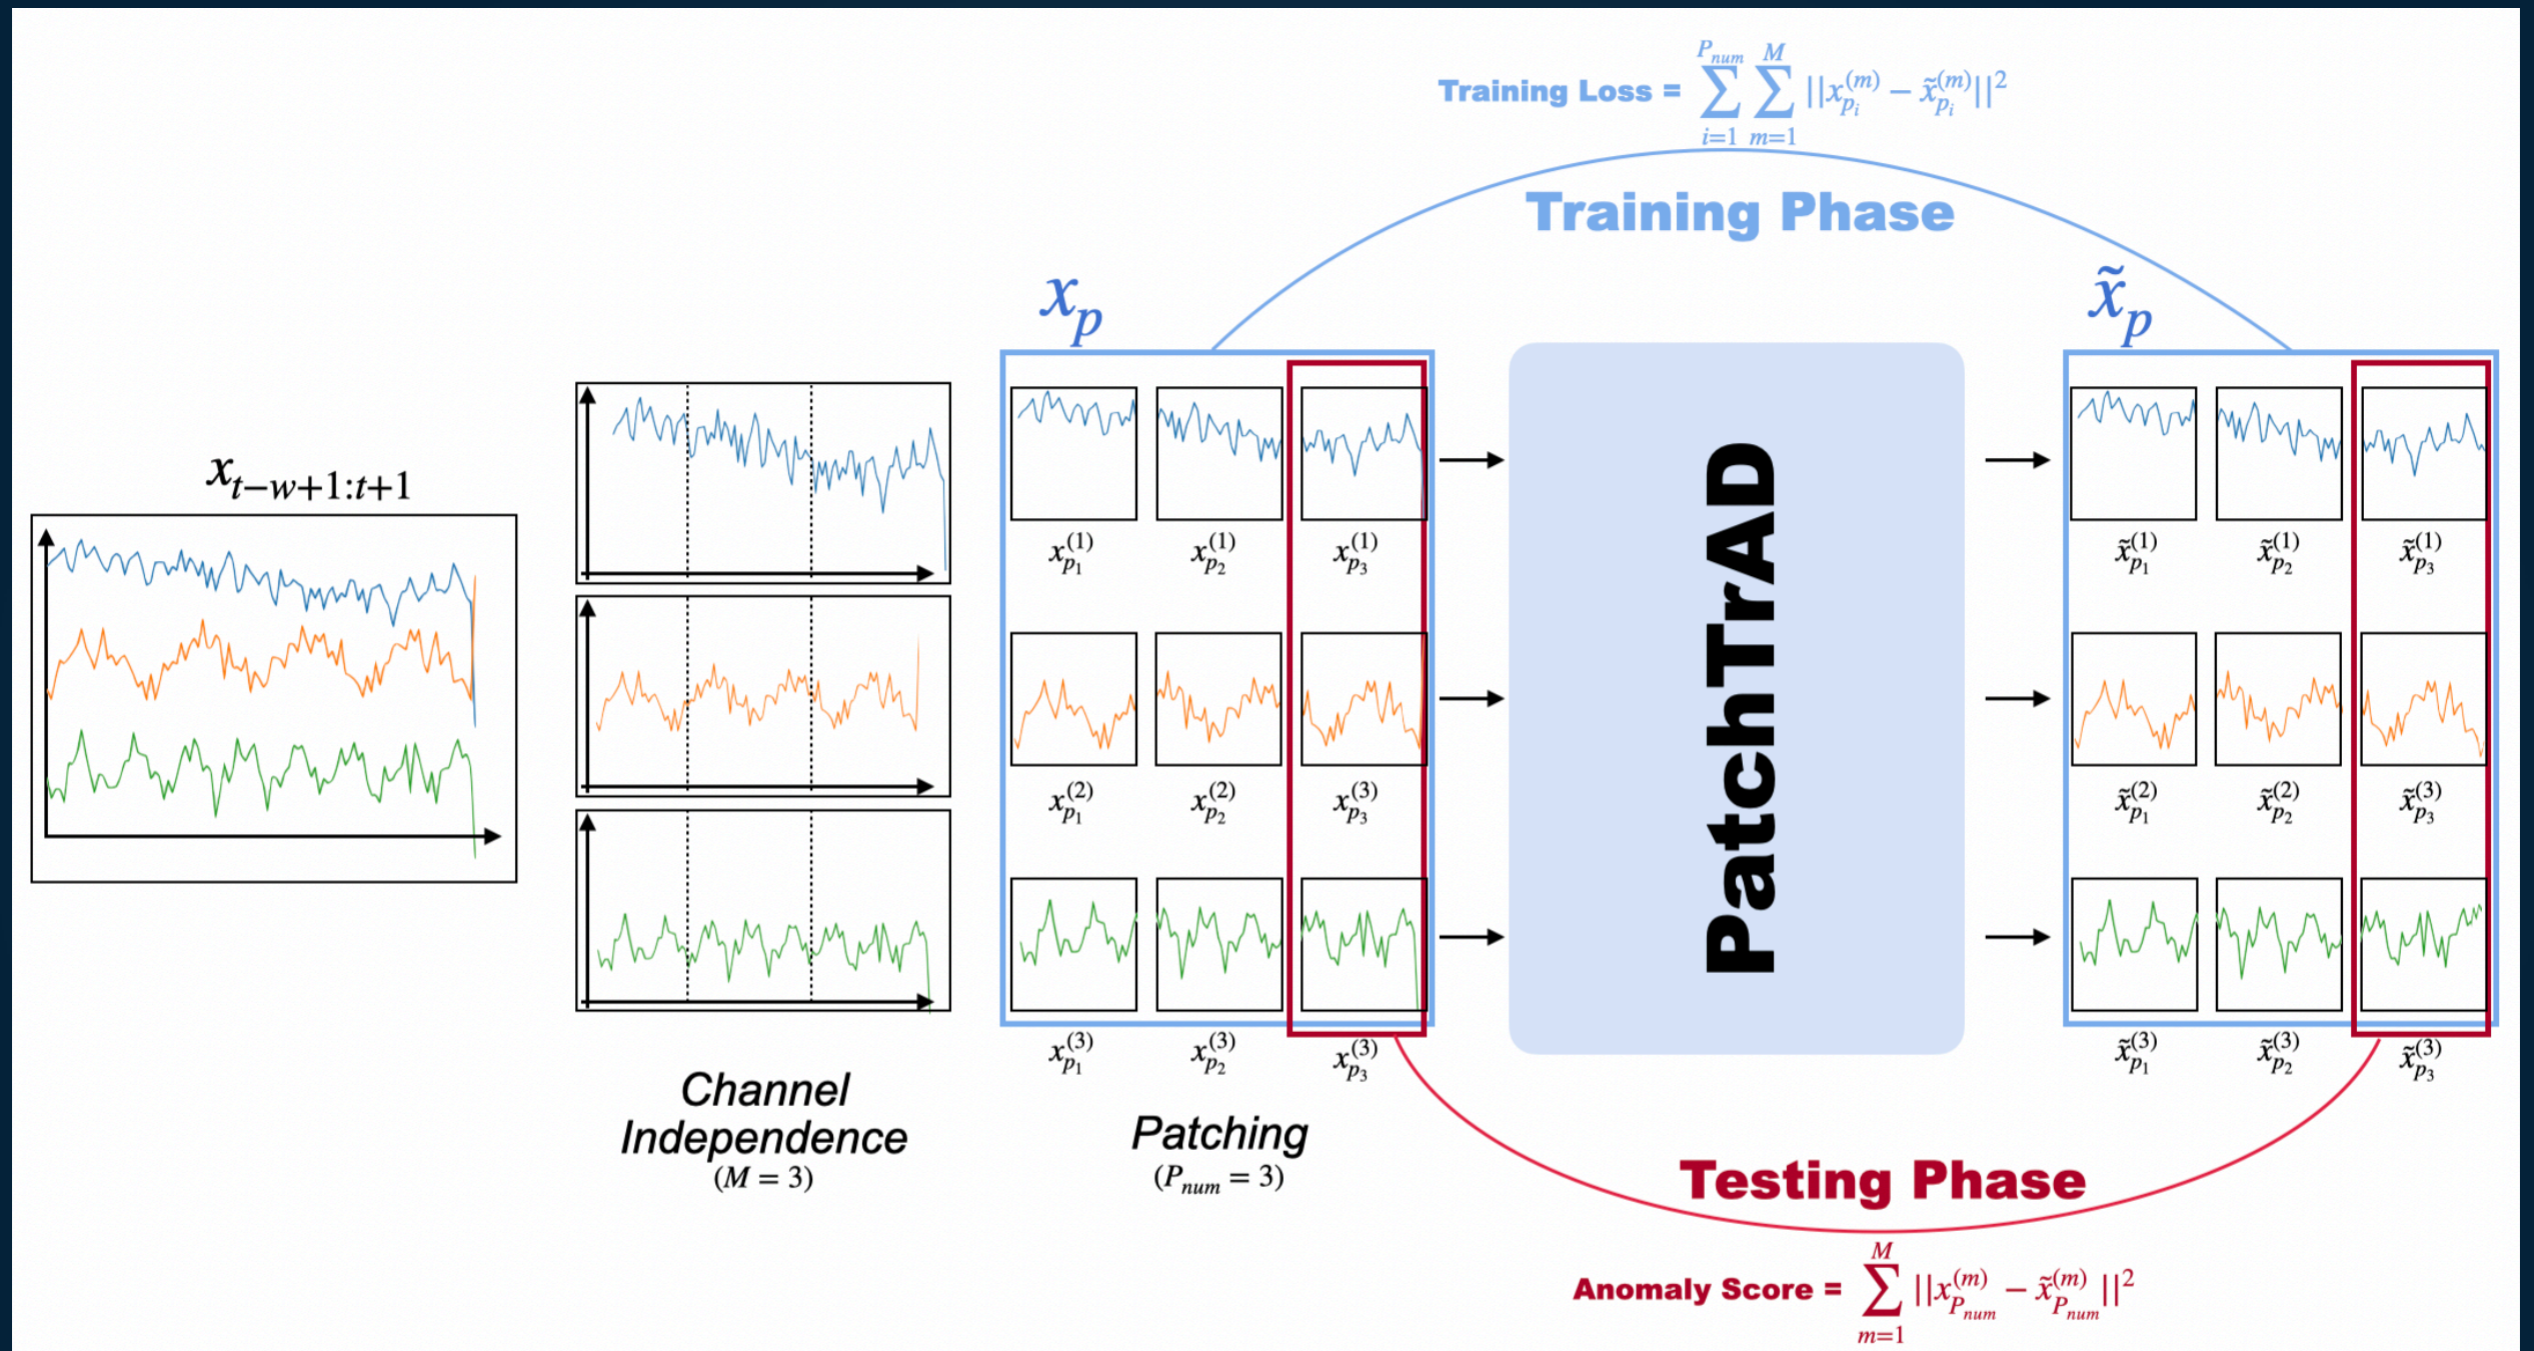 Training Loss = \sum_{i=1}^{P_{num}} \sum_{m=1}^{M} ||x_{p_i}^{(m)} - \tilde{x}_{p_i}^{(m)}||^2
Training Phase
x_p
\tilde{x}_p
x_{t-w+1:t+1}
x_{p_1}^{(1)} x_{p_2}^{(1)} x_{p_3}^{(1)}
\tilde{x}_{p_1}^{(1)} \tilde{x}_{p_2}^{(1)} \tilde{x}_{p_3}^{(1)}
PatchTrAD
x_{p_1}^{(2)} x_{p_2}^{(2)} x_{p_3}^{(3)}
\tilde{x}_{p_1}^{(2)} \tilde{x}_{p_2}^{(2)} \tilde{x}_{p_3}^{(3)}
x_{p_1}^{(3)} x_{p_2}^{(3)} x_{p_3}^{(3)}
\tilde{x}_{p_1}^{(3)} \tilde{x}_{p_2}^{(3)} \tilde{x}_{p_3}^{(3)}
Channel
Independence
(M = 3)
Patching
(P_{num} = 3)
Testing Phase
Anomaly Score = \sum_{m=1}^{M} ||x_{P_{num}}^{(m)} - \tilde{x}_{P_{num}}^{(m)}||^2